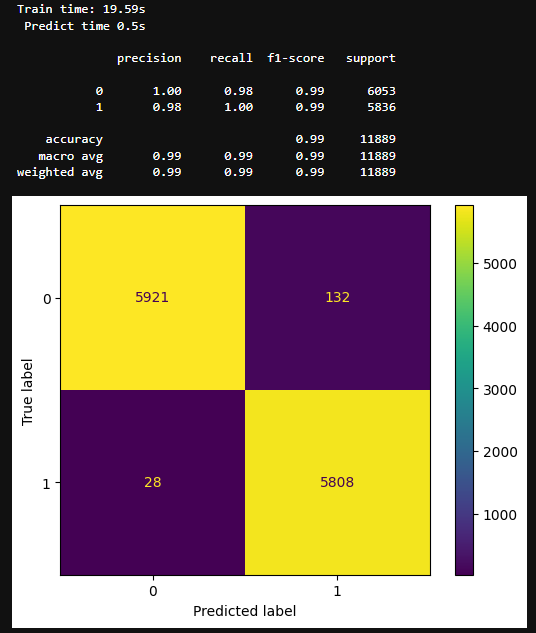 Train time: 19.59s
Predict time 0.5s
precision recall f1-score support
0 1.00 0.98 0.99 6053
1 0.98 1.00 0.99 5836
accuracy 0.99 11889
macro avg 0.99 0.99 0.99 11889
weighted avg 0.99 0.99 0.99 11889
5921 132
28 5808
0
1
True label
0 1
Predicted label
5000
4000
3000
2000
1000